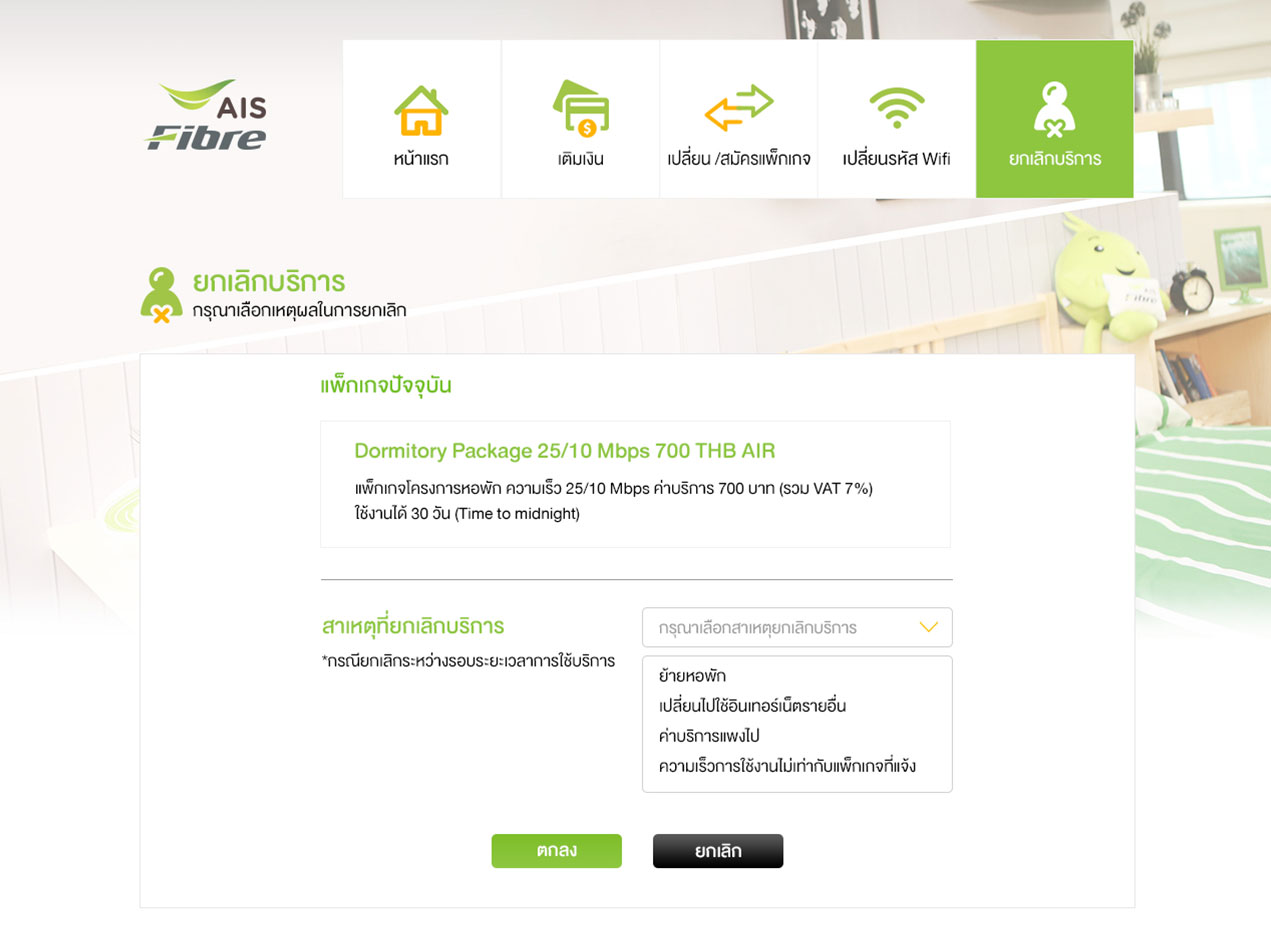 AIS
Fibre
หน้าแรก
เติมเงิน
เปลี่ยน /สมัครแพ็กเกจ
เปลี่ยนรหัส Wifi
ยกเลิกบริการ
ยกเลิกบริการ
กรุณาเลือกเหตุผลในการยกเลิก
Fibre
แพ็กเกจปัจจุบัน
Dormitory Package 25/10 Mbps 700 THB AIR
แพ็กเกจโครงการหอพัก ความเร็ว 25/10 Mbps ค่าบริการ 700 บาท (รวม VAT 7%)
ใช้งานได้ 30 วัน (Time to midnight)
สาเหตุที่ยกเลิกบริการ
กรุณาเลือกสาเหตุยกเลิกบริการ
*กรณียกเลิกระหว่างรอบระยะเวลาการใช้บริการ
ย้ายหอพัก
เปลี่ยนไปใช้อินเทอร์เน็ตรายอื่น
ค่าบริการแพงไป
ความเร็วการใช้งานไม่เท่ากับแพ็กเกจที่แจ้ง
ตกลง
ยกเลิก